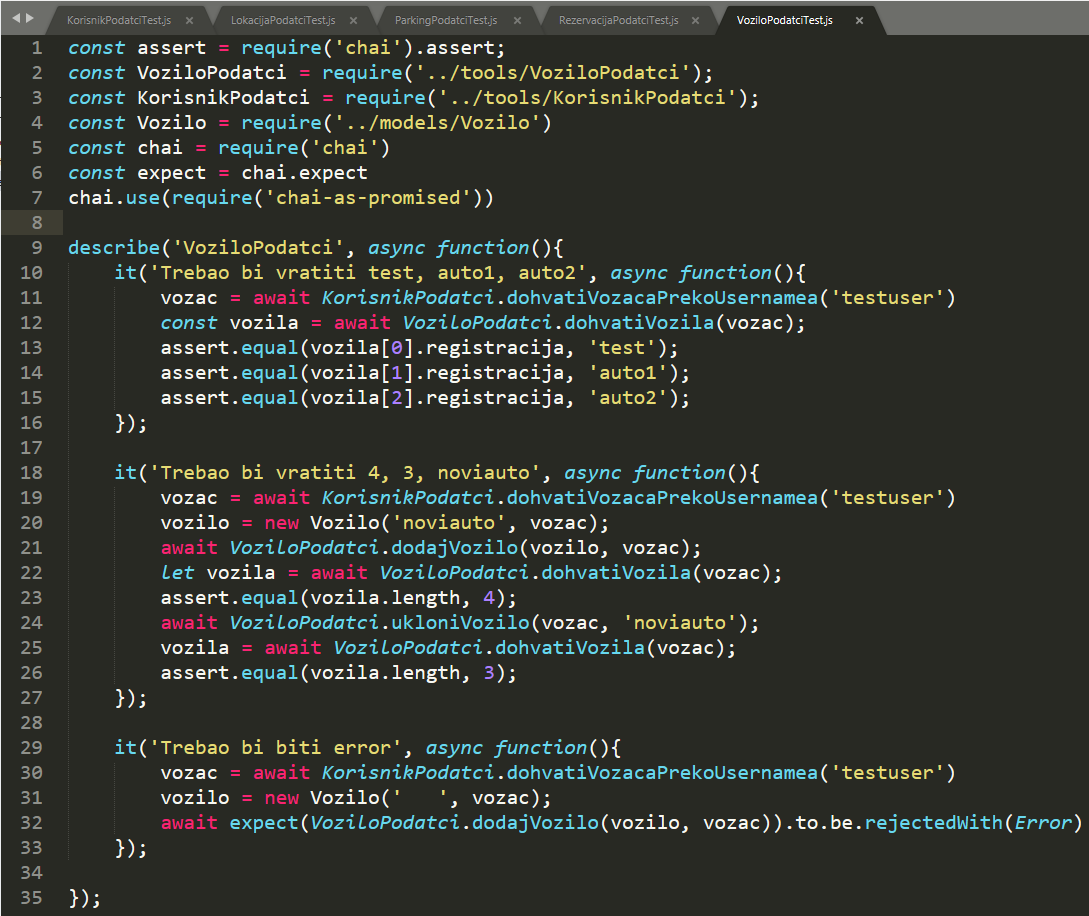 KorisnikPodatciTest.js × LokacijaPodatciTest.js × ParkingPodatciTest.js × RezervacijaPodatciTest.js × VoziloPodatciTest.js ×
1 const assert = require('chai').assert;
2 const VoziloPodatci = require('../tools/VoziloPodatci');
3 const KorisnikPodatci = require('../tools/KorisnikPodatci');
4 const Vozilo = require('../models/Vozilo')
5 const chai = require('chai')
6 const expect = chai.expect
7 chai.use(require('chai-as-promised'))
8
9 describe('VoziloPodatci', async function(){
10     it('Trebao bi vratiti test, auto1, auto2', async function(){
11         vozac = await KorisnikPodatci.dohvatiVozacaPrekoUsernamea('testuser')
12         const vozila = await VoziloPodatci.dohvatiVozila(vozac);
13         assert.equal(vozila[0].registracija, 'test');
14         assert.equal(vozila[1].registracija, 'auto1');
15         assert.equal(vozila[2].registracija, 'auto2');
16     });
17
18     it('Trebao bi vratiti 4, 3, noviauto', async function(){
19         vozac = await KorisnikPodatci.dohvatiVozacaPrekoUsernamea('testuser')
20         vozilo = new Vozilo('noviauto', vozac);
21         await VoziloPodatci.dodajVozilo(vozilo, vozac);
22         let vozila = await VoziloPodatci.dohvatiVozila(vozac);
23         assert.equal(vozila.length, 4);
24         await VoziloPodatci.ukloniVozilo(vozac, 'noviauto');
25         vozila = await VoziloPodatci.dohvatiVozila(vozac);
26         assert.equal(vozila.length, 3);
27     });
28
29     it('Trebao bi biti error', async function(){
30         vozac = await KorisnikPodatci.dohvatiVozacaPrekoUsernamea('testuser')
31         vozilo = new Vozilo('   ', vozac);
32         await expect(VoziloPodatci.dodajVozilo(vozilo, vozac)).to.be.rejectedWith(Error)
33     });
34
35 });